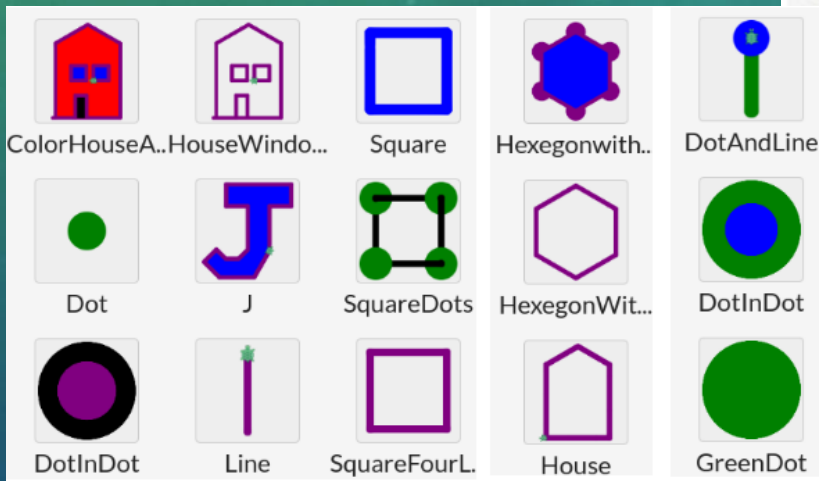 ColorHouseA.. HouseWindo... Square Hexegonwith.. DotAndLine
Dot J SquareDots HexegonWit... DotInDot
DotInDot Line SquareFourL. House GreenDot